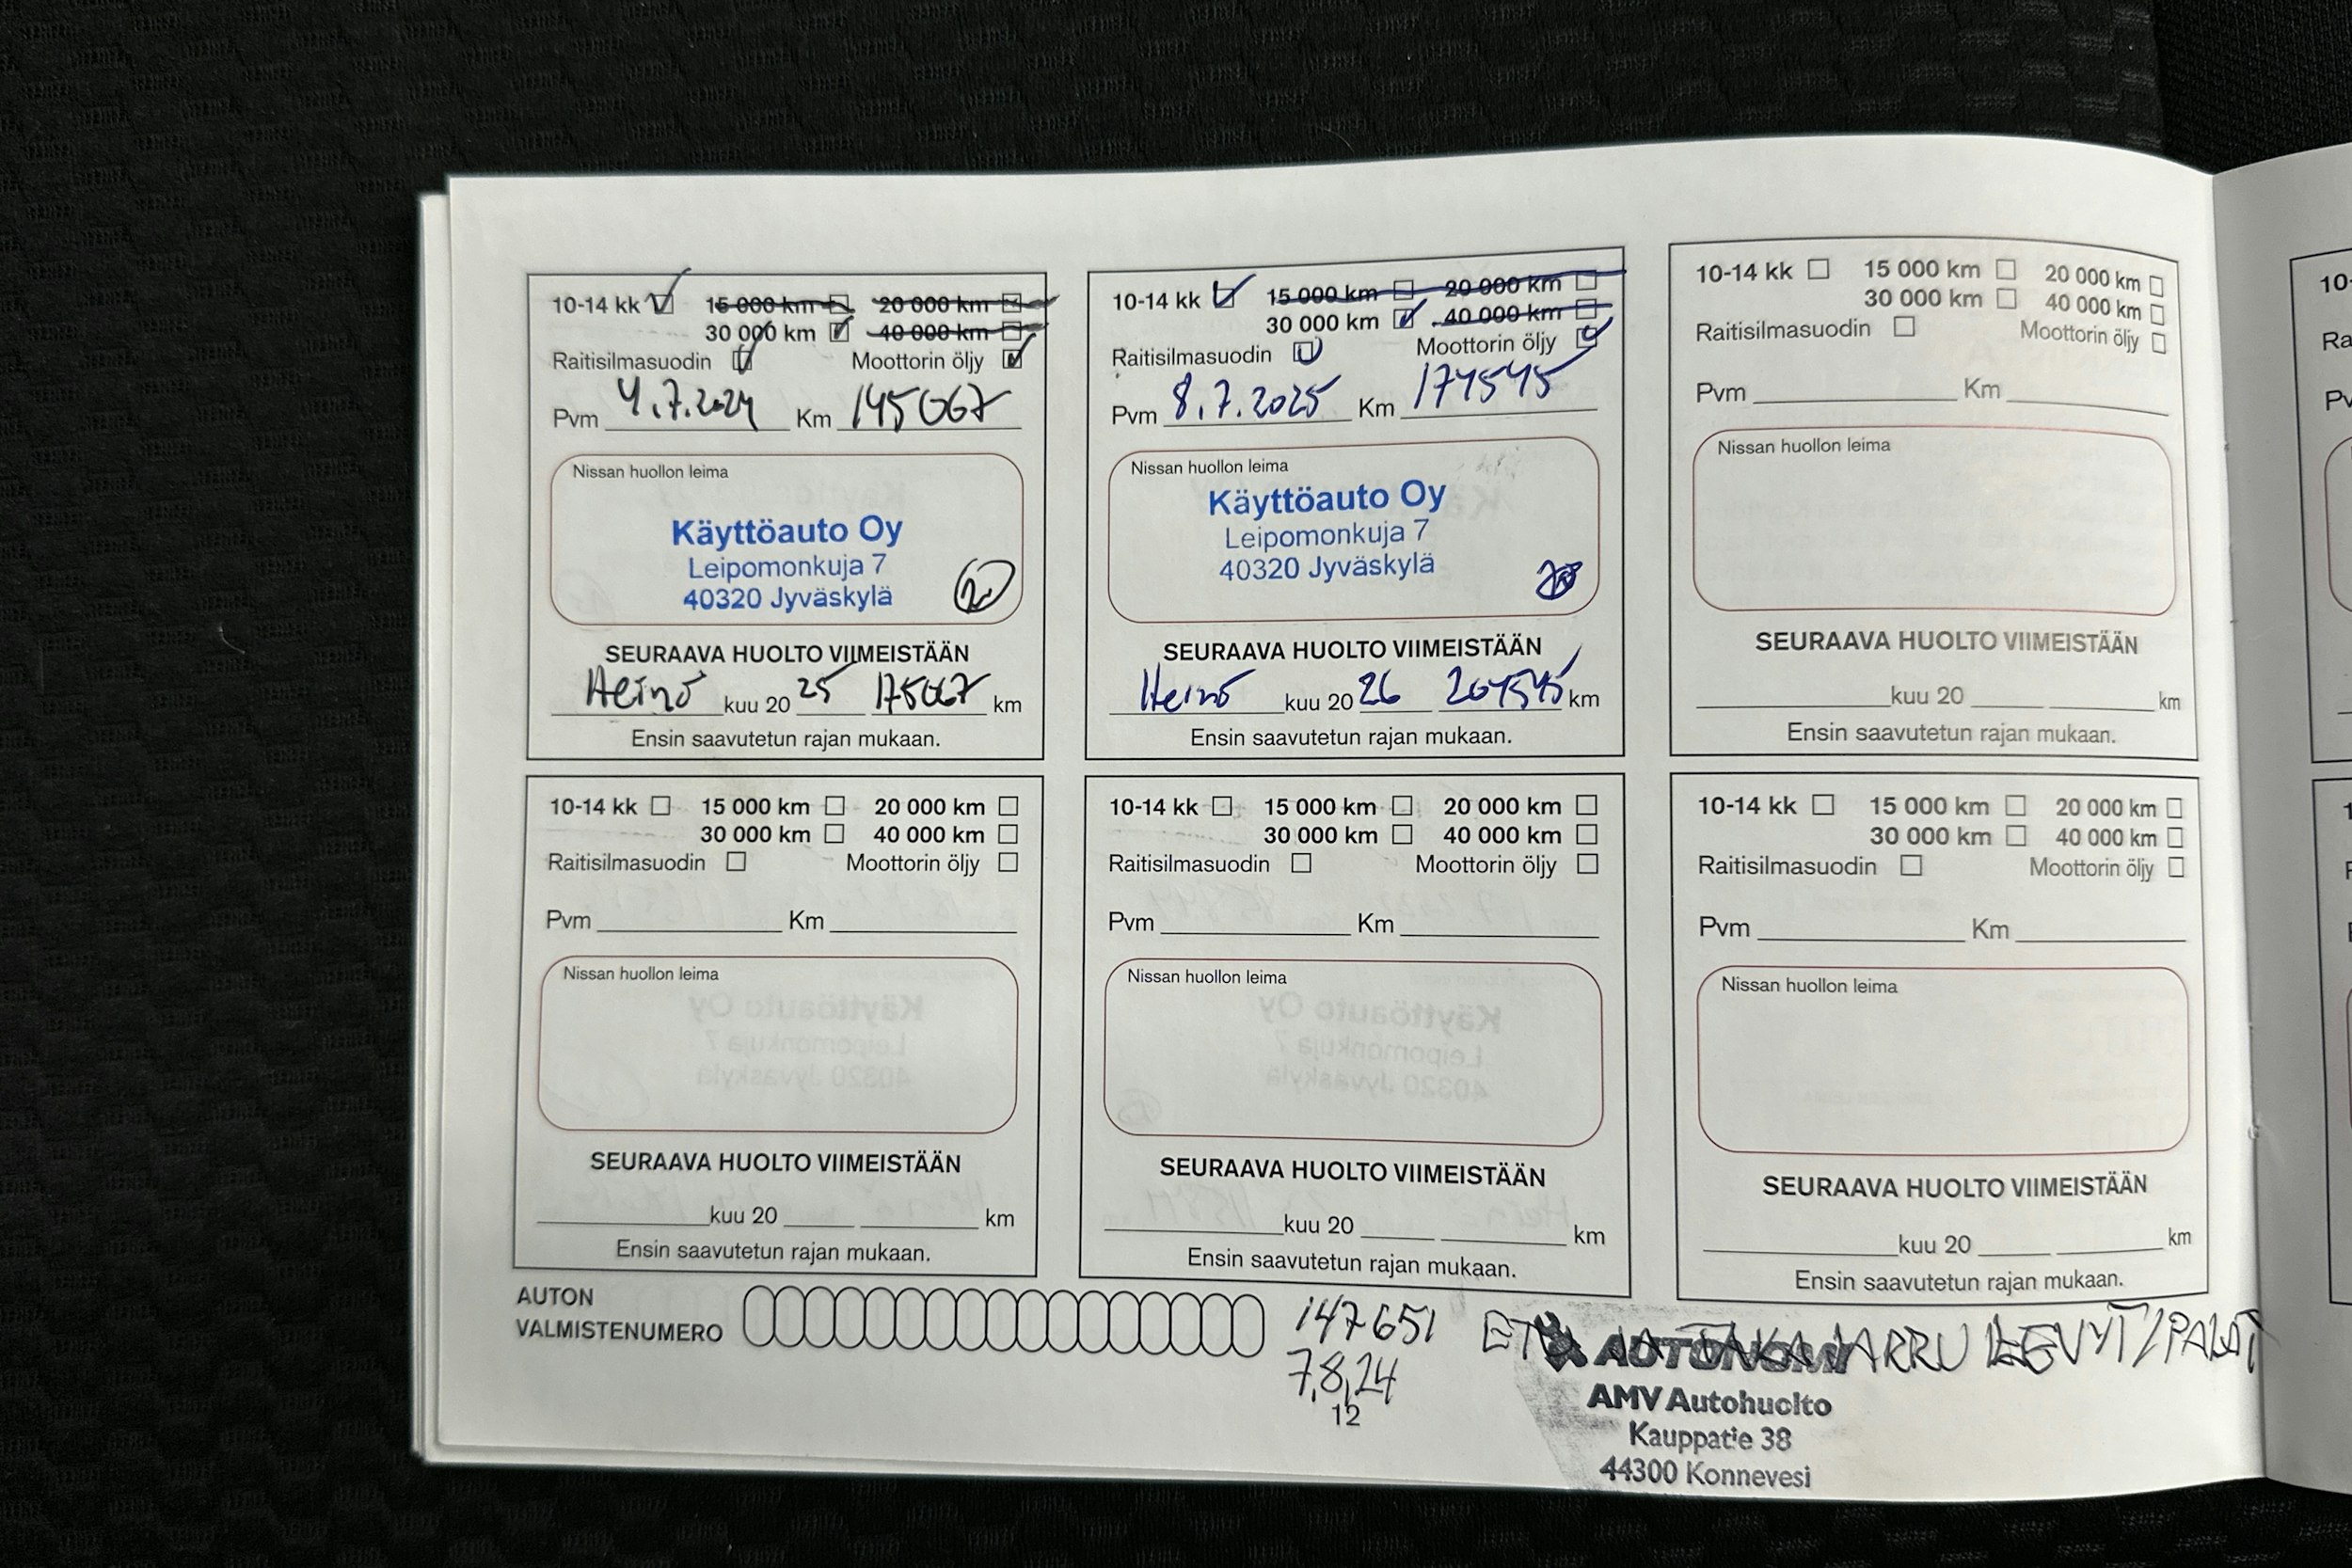 10-14 kk 15 000 km 20 000 km
30 000 km 40 000 km
Raitisilmasuodin Moottorin öljy
Pvm 4.7.2024 Km 145067
Nissan huollon leima
Käyttöauto Oy
Leipomonkuja 7
40320 Jyväskylä
SEURAAVA HUOLTO VIIMEISTÄÄN
Heinä kuu 20 25 175067 km
Ensin saavutetun rajan mukaan.
10-14 kk 15 000 km 20 000 km
30 000 km 40 000 km
Raitisilmasuodin Moottorin öljy
Pvm 8.7.2025 Km 174545
Nissan huollon leima
Käyttöauto Oy
Leipomonkuja 7
40320 Jyväskylä
SEURAAVA HUOLTO VIIMEISTÄÄN
Heinä kuu 20 26 204545 km
Ensin saavutetun rajan mukaan.
10-14 kk 15 000 km 20 000 km
30 000 km 40 000 km
Raitisilmasuodin Moottorin öljy
Pvm Km
Nissan huollon leima
SEURAAVA HUOLTO VIIMEISTÄÄN
kuu 20 km
Ensin saavutetun rajan mukaan.
10-14 kk 15 000 km 20 000 km
30 000 km 40 000 km
Raitisilmasuodin Moottorin öljy
Pvm Km
Nissan huollon leima
SEURAAVA HUOLTO VIIMEISTÄÄN
kuu 20 km
Ensin saavutetun rajan mukaan.
10-14 kk 15 000 km 20 000 km
30 000 km 40 000 km
Raitisilmasuodin Moottorin öljy
Pvm Km
Nissan huollon leima
SEURAAVA HUOLTO VIIMEISTÄÄN
kuu 20 km
Ensin saavutetun rajan mukaan.
10-14 kk 15 000 km 20 000 km
30 000 km 40 000 km
Raitisilmasuodin Moottorin öljy
Pvm Km
Nissan huollon leima
SEURAAVA HUOLTO VIIMEISTÄÄN
kuu 20 km
Ensin saavutetun rajan mukaan.
AUTON
VALMISTENUMERO
147651 ETU JA TAKA JARRU LEVYT/PALAT
7,8,24
12
AMV Autohuolto
Kauppatie 38
44300 Konnevesi